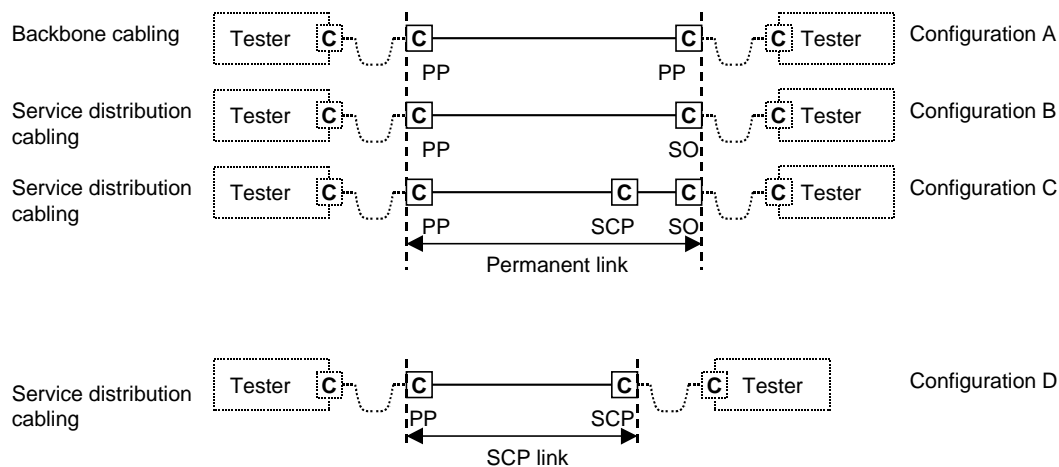 Backbone cabling Tester C C C C Tester Configuration A
PP PP
Service distribution cabling Tester C C C C Tester Configuration B
PP SO
Service distribution cabling Tester C C C C C Tester Configuration C
PP SCP SO
Permanent link
Service distribution cabling Tester C C C C Tester Configuration D
PP SCP
SCP link